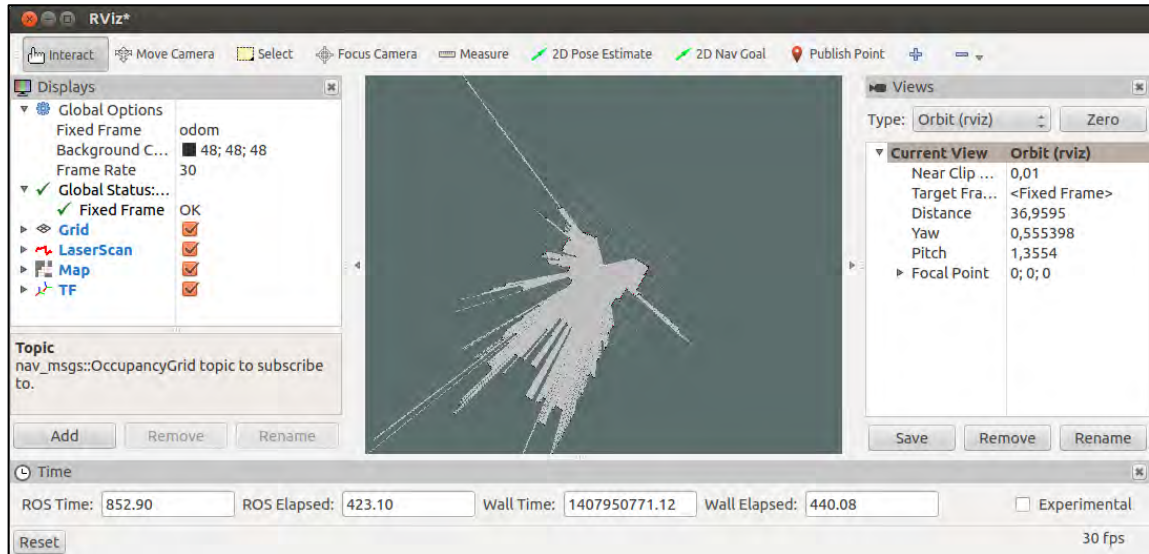 RViz*
Interact Move Camera Select Focus Camera Measure 2D Pose Estimate 2D Nav Goal Publish Point
Displays
Global Options
Fixed Frame odom
Background C... 48; 48; 48
Frame Rate 30
Global Status:...
Fixed Frame OK
Grid
LaserScan
Map
TF
Topic
nav_msgs::OccupancyGrid topic to subscribe
to.
Add Remove Rename
Views
Type: Orbit (rviz) Zero
Current View Orbit (rviz)
Near Clip ... 0,01
Target Fra... <Fixed Frame>
Distance 36,9595
Yaw 0,555398
Pitch 1,3554
Focal Point 0; 0; 0
Save Remove Rename
Time
ROS Time: 852.90 ROS Elapsed: 423.10 Wall Time: 1407950771.12 Wall Elapsed: 440.08 Experimental
Reset 30 fps